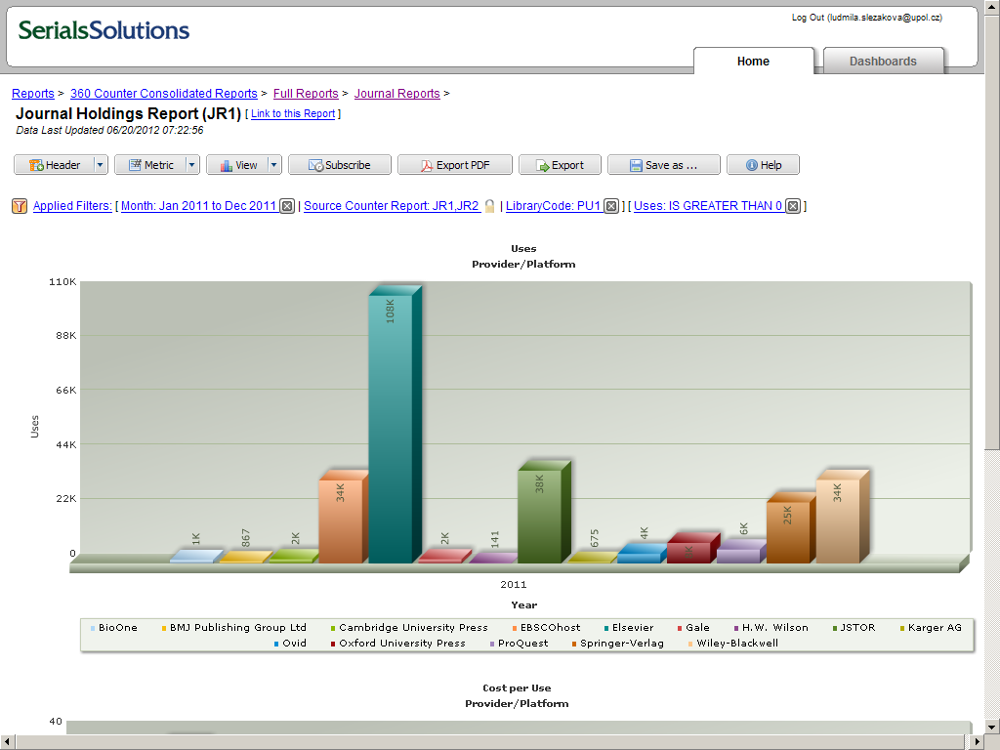 SerialsSolutions
Log Out (ludmila.slezakova@upol.cz)
Home Dashboards
Reports > 360 Counter Consolidated Reports > Full Reports > Journal Reports >
Journal Holdings Report (JR1) [ Link to this Report ]
Data Last Updated 06/20/2012 07:22:56
Header Metric View Subscribe Export PDF Export Save as ... Help
Applied Filters: [ Month: Jan 2011 to Dec 2011 | Source Counter Report: JR1,JR2 | LibraryCode: PU1 ] [ Uses: IS GREATER THAN 0 ]
Uses
Provider/Platform
110K
88K
66K
44K
22K
0
Uses
1K 867 2K 34K 108K 2K 141 38K 675 4K 6K 25K 34K
2011
Year
BioOne BMJ Publishing Group Ltd Cambridge University Press EBSCOhost Elsevier Gale H.W. Wilson JSTOR Karger AG
Ovid Oxford University Press ProQuest Springer-Verlag Wiley-Blackwell
Cost per Use
Provider/Platform
40